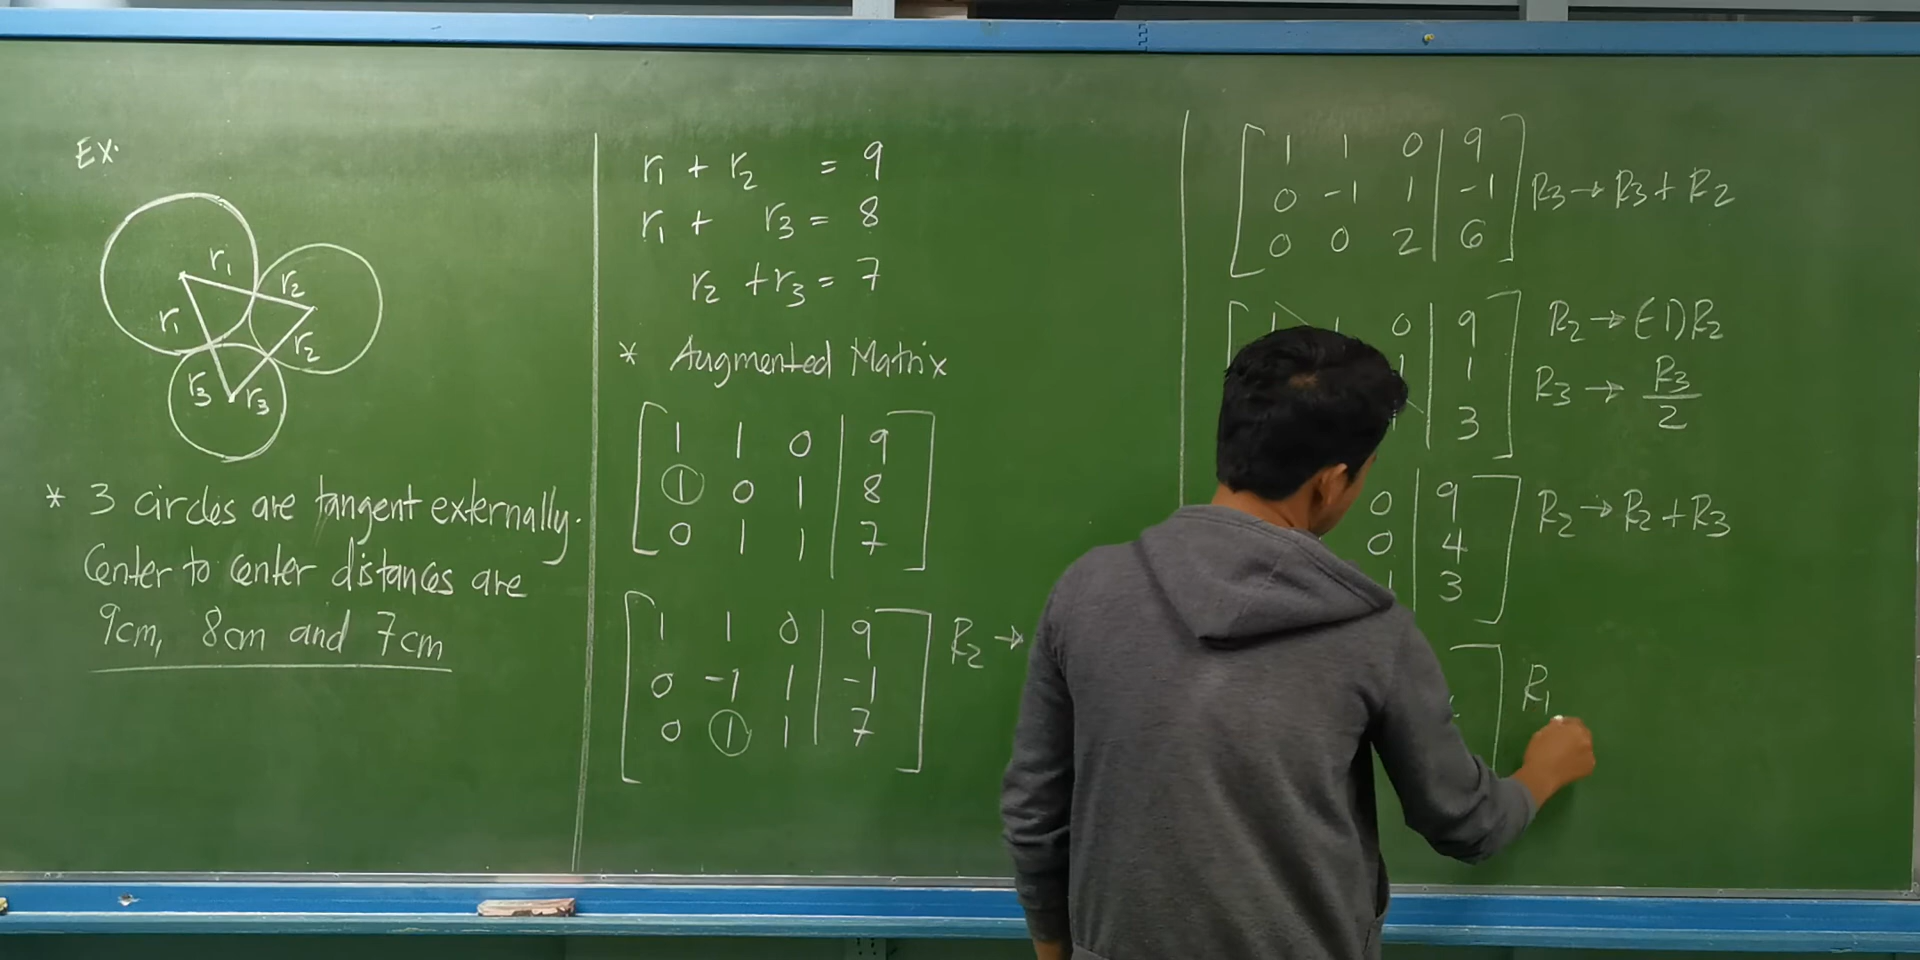 Ex.
r₁
r₂
r₁
r₂
r₃
r₃
* 3 circles are tangent externally.
Center to center distances are
9cm, 8cm and 7cm
r₁ + r₂ = 9
r₁ + r₃ = 8
r₂ + r₃ = 7
* Augmented Matrix
1 1 0 | 9
1 0 1 | 8
0 1 1 | 7
1 1 0 | 9 R₂ →
0 -1 1 | -1
0 1 1 | 7
1 1 0 | 9
0 -1 1 | -1 R₃ → R₃ + R₂
0 0 2 | 6
1 1 0 | 9 R₂ → (-1)R₂
1 | 1 R₃ → R₃/2
| 3
0 | 9 R₂ → R₂ + R₃
0 | 4
1 | 3
R₁